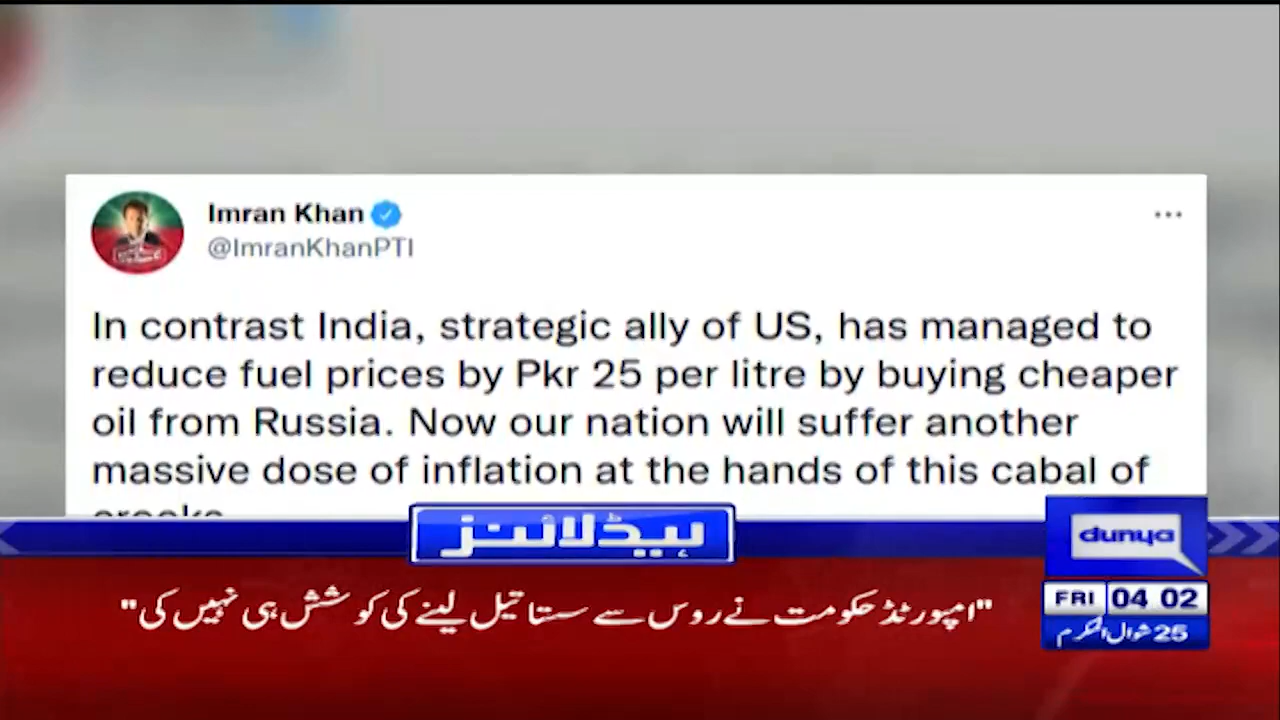 Imran Khan
@ImranKhanPTI
In contrast India, strategic ally of US, has managed to
reduce fuel prices by Pkr 25 per litre by buying cheaper
oil from Russia. Now our nation will suffer another
massive dose of inflation at the hands of this cabal of
ہیڈلائنز
dunya
"امپورٹڈ حکومت نے روس سے سستا تیل لینے کی کوشش ہی نہیں کی"
FRI 04 02
25 شوال المکرم